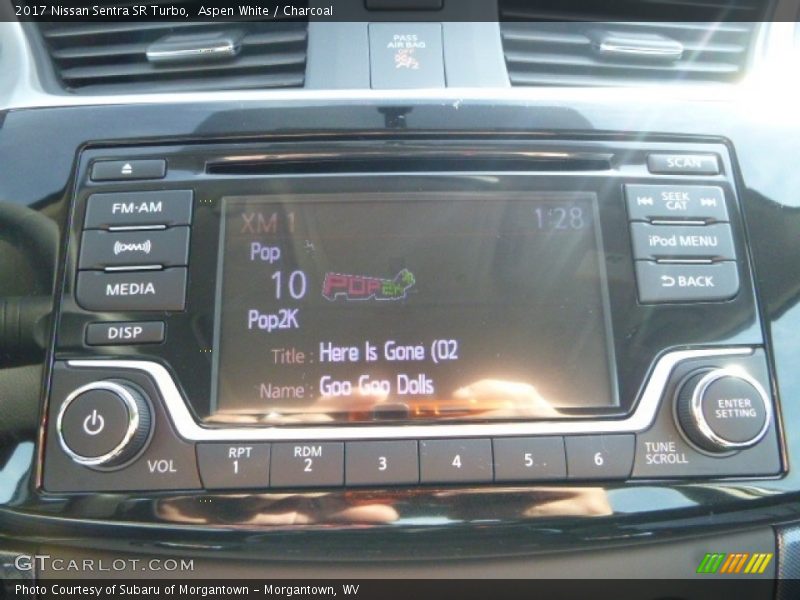 2017 Nissan Sentra SR Turbo, Aspen White / Charcoal
PASS
AIR BAG
OFF
SCAN
FM·AM
SEEK
CAT
XM 1
1:28
Pop
iPod MENU
MEDIA
10
POP2K
BACK
Pop2K
DISP
Title : Here Is Gone (02
Name : Goo Goo Dolls
ENTER
SETTING
VOL
RPT
1
RDM
2
3
4
5
6
TUNE
SCROLL
GTCARLOT.COM
Photo Courtesy of Subaru of Morgantown - Morgantown, WV